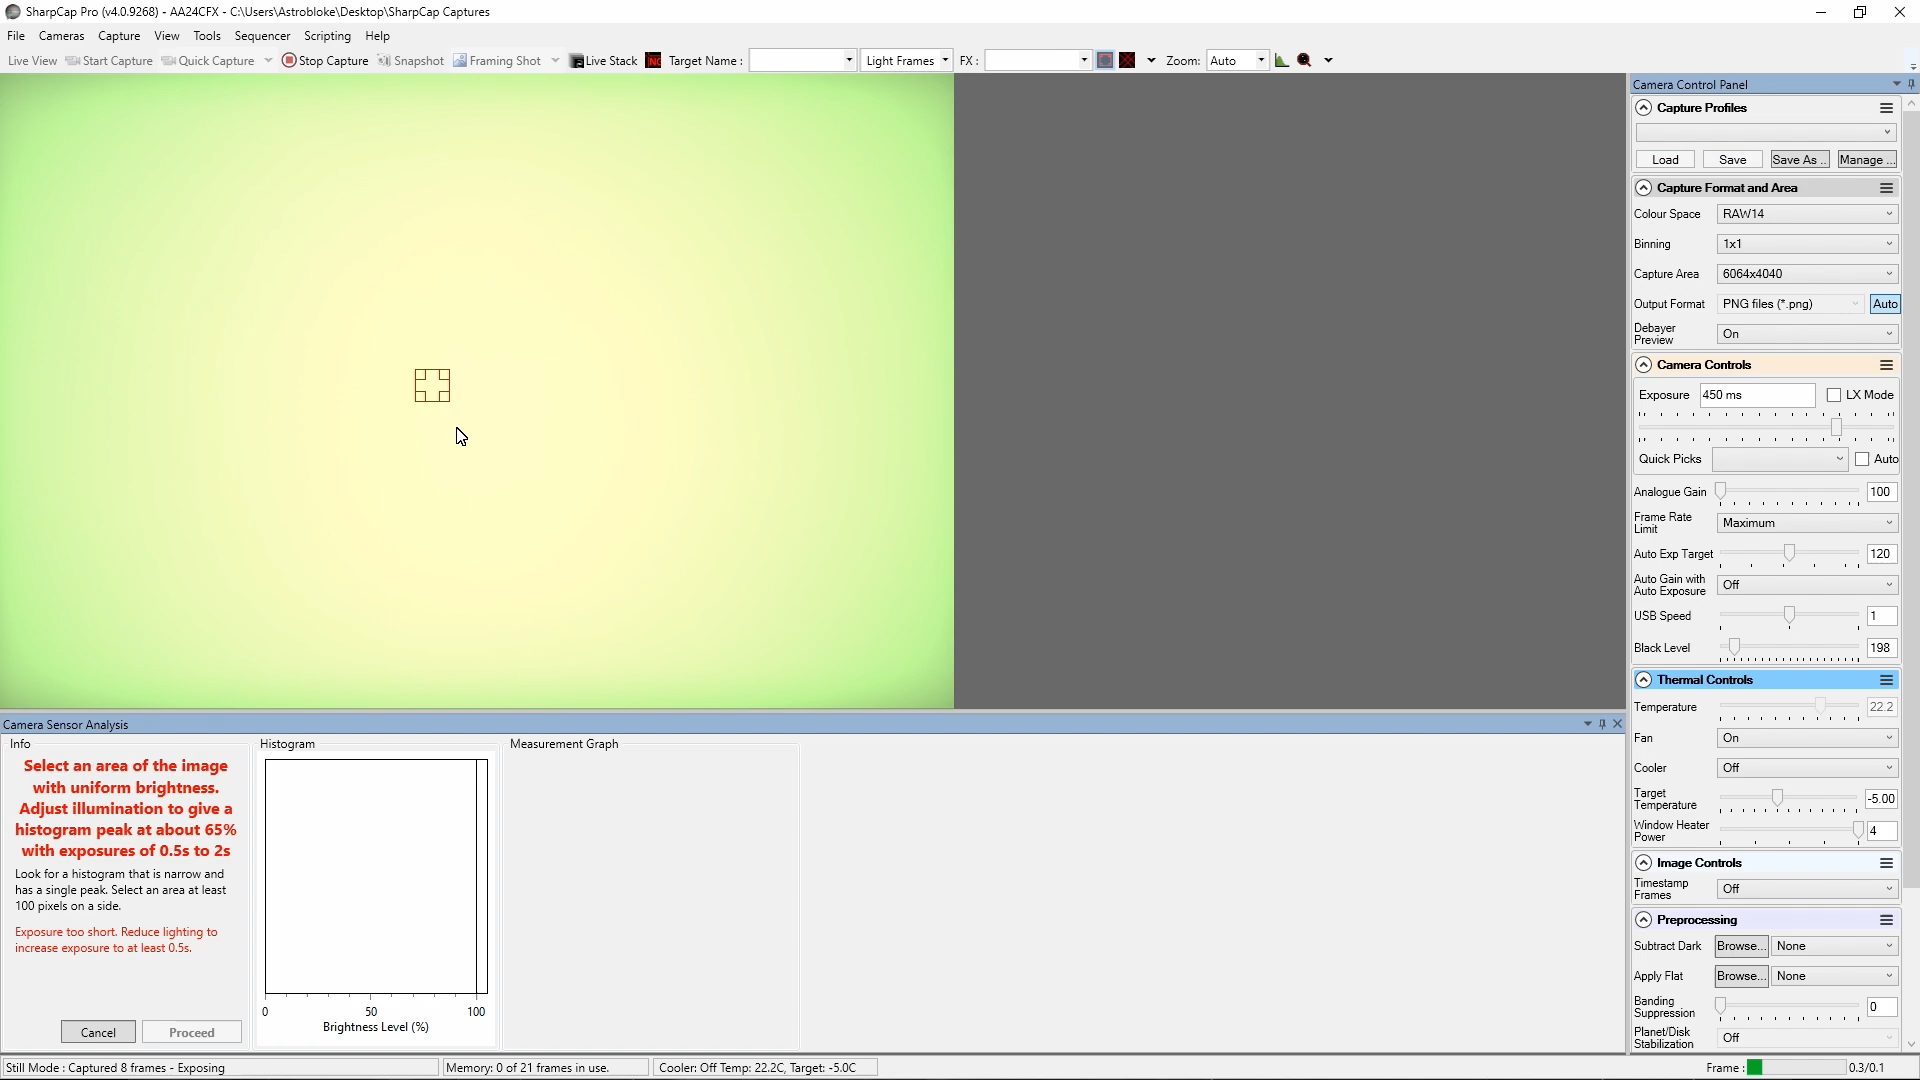 SharpCap Pro (v4.0.9268) - AA24CFX - C:\Users\Astrobloke\Desktop\SharpCap Captures
File Cameras Capture View Tools Sequencer Scripting Help
Live View Start Capture Quick Capture Stop Capture Snapshot Framing Shot Live Stack Target Name : Light Frames FX : Zoom: Auto
Camera Control Panel
Capture Profiles
Load Save Save As .. Manage ...
Capture Format and Area
Colour Space RAW14
Binning 1x1
Capture Area 6064x4040
Output Format PNG files (*.png) Auto
Debayer Preview On
Camera Controls
Exposure 450 ms LX Mode
Quick Picks Auto
Analogue Gain 100
Frame Rate Limit Maximum
Auto Exp Target 120
Auto Gain with Auto Exposure Off
USB Speed 1
Black Level 198
Thermal Controls
Temperature 22.2
Fan On
Cooler Off
Target Temperature -5.00
Window Heater Power 4
Image Controls
Timestamp Frames Off
Preprocessing
Subtract Dark Browse... None
Apply Flat Browse... None
Banding Suppression 0
Planet/Disk Stabilization Off
Camera Sensor Analysis
Info
Select an area of the image
with uniform brightness.
Adjust illumination to give a
histogram peak at about 65%
with exposures of 0.5s to 2s
Look for a histogram that is narrow and
has a single peak. Select an area at least
100 pixels on a side.
Exposure too short. Reduce lighting to
increase exposure to at least 0.5s.
Cancel Proceed
Histogram
0 50 100
Brightness Level (%)
Measurement Graph
Still Mode : Captured 8 frames - Exposing Memory: 0 of 21 frames in use. Cooler: Off Temp: 22.2C, Target: -5.0C Frame : 0.3/0.1